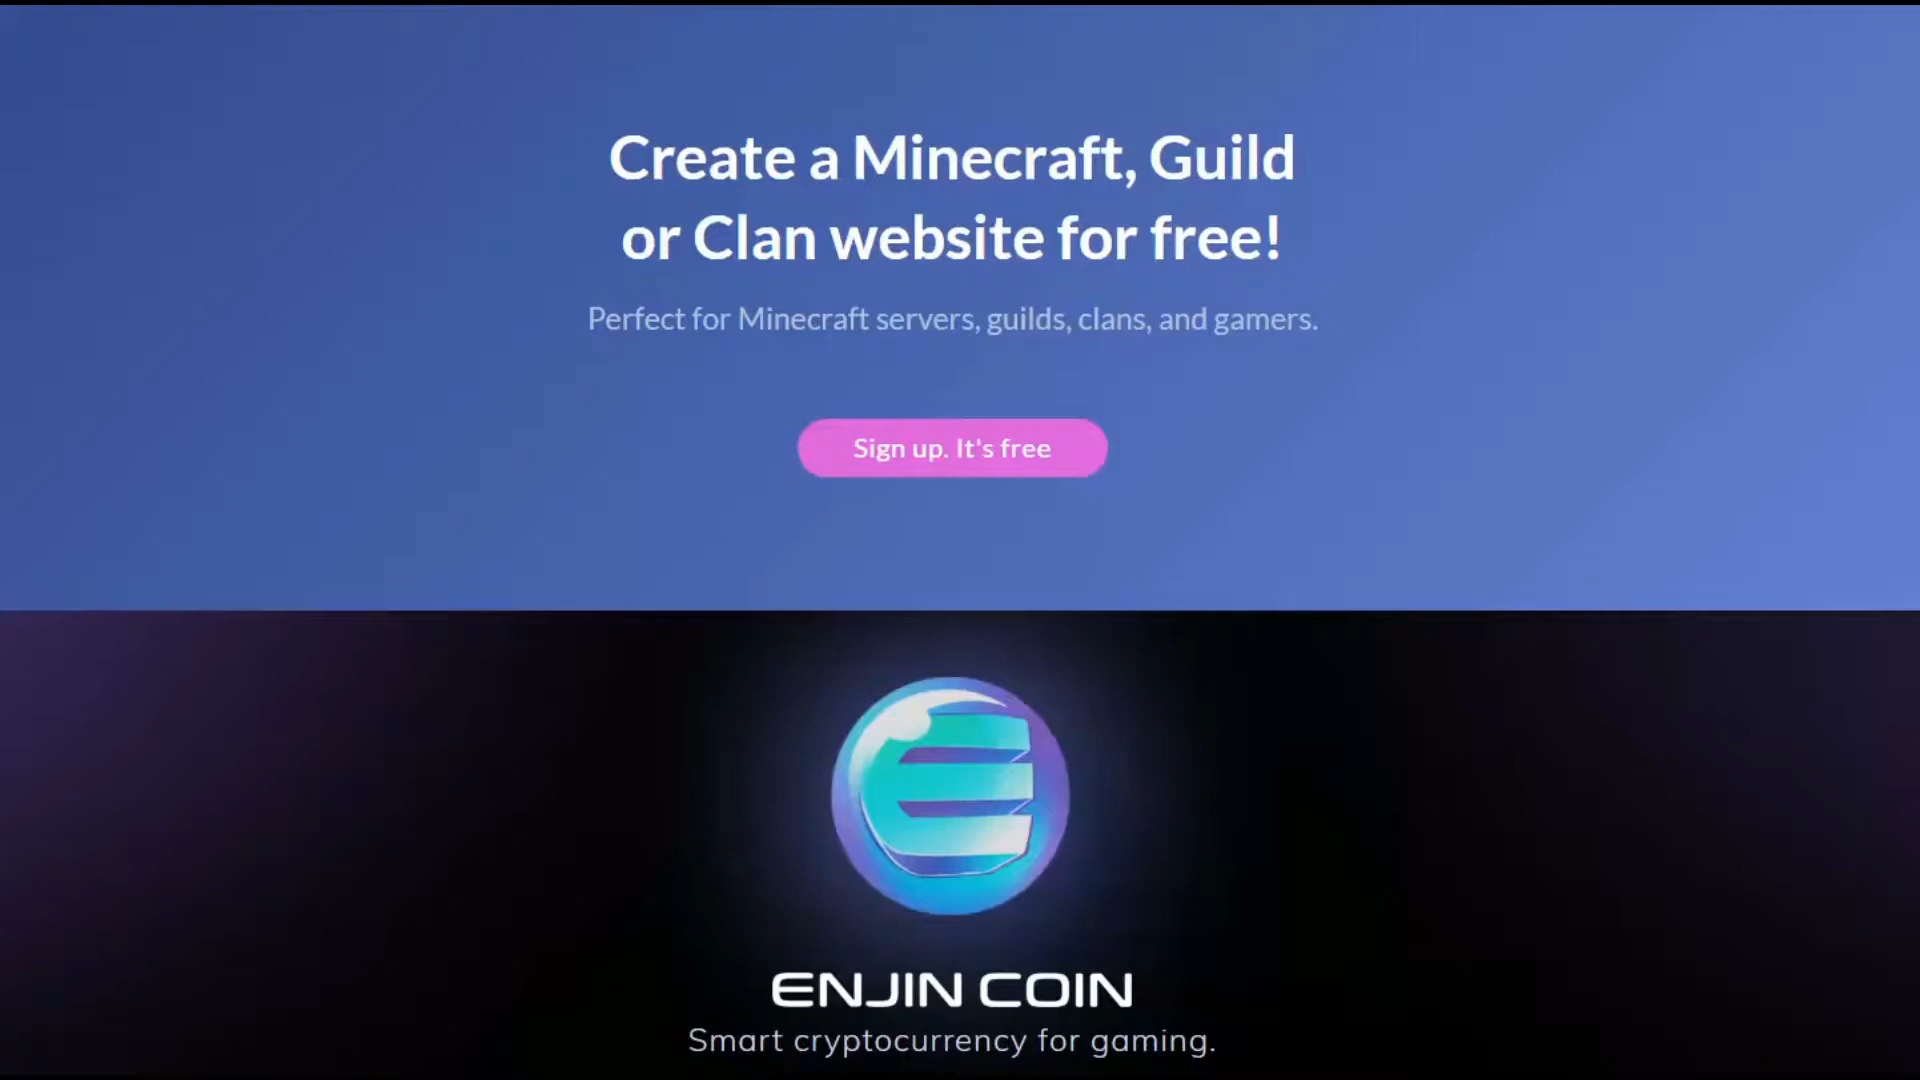 Create a Minecraft, Guild
or Clan website for free!
Perfect for Minecraft servers, guilds, clans, and gamers.
Sign up. It's free
ENJIN COIN
Smart cryptocurrency for gaming.